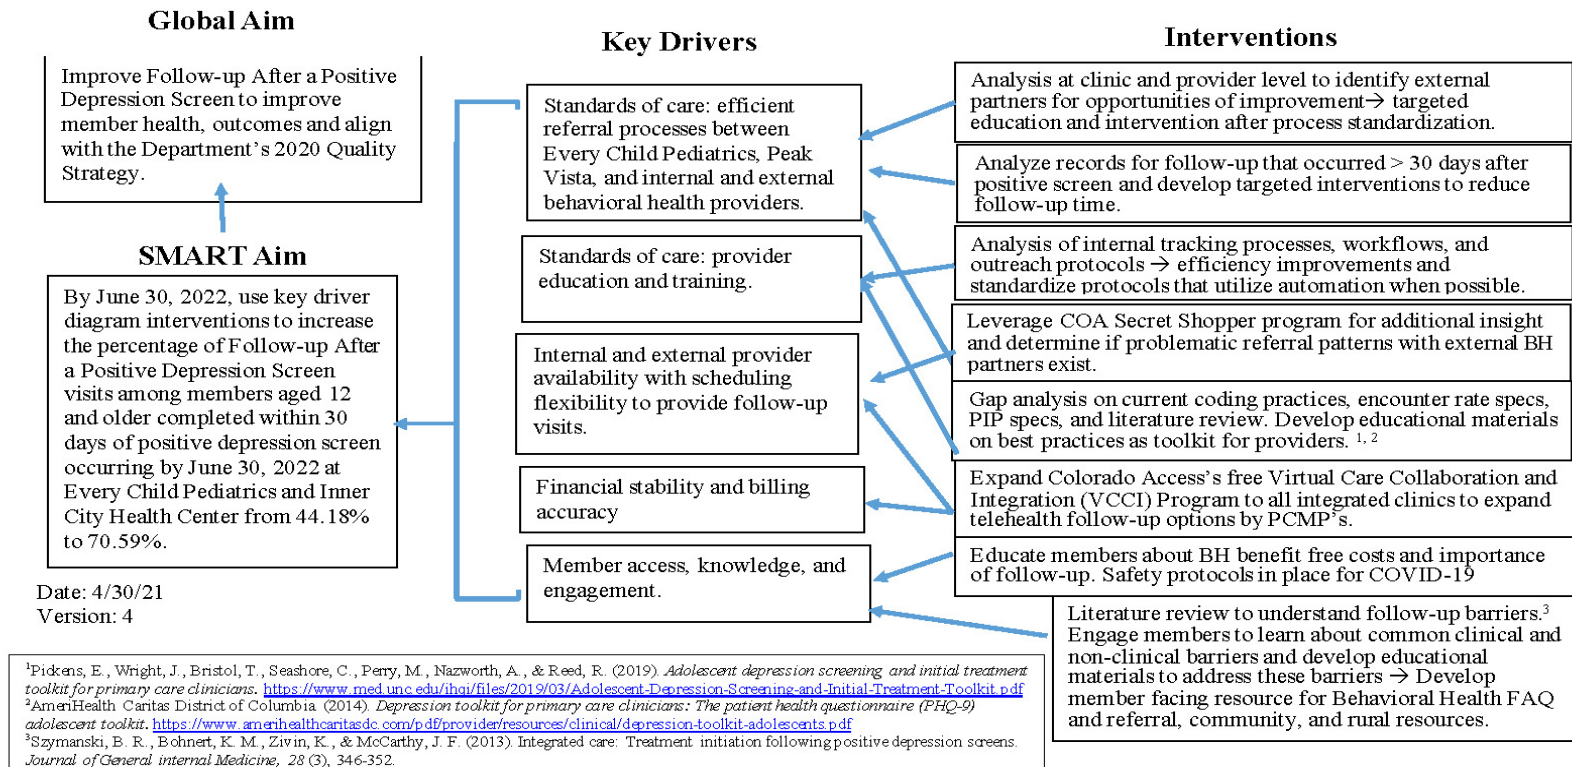 Global Aim
Improve Follow-up After a Positive
Depression Screen to improve
member health, outcomes and align
with the Department's 2020 Quality
Strategy.
SMART Aim
By June 30, 2022, use key driver
diagram interventions to increase
the percentage of Follow-up After
a Positive Depression Screen
visits among members aged 12
and older completed within 30
days of positive depression screen
occurring by June 30, 2022 at
Every Child Pediatrics and Inner
City Health Center from 44.18%
to 70.59%.
Date: 4/30/21
Version: 4
Key Drivers
Standards of care: efficient
referral processes between
Every Child Pediatrics, Peak
Vista, and internal and external
behavioral health providers.
Standards of care: provider
education and training.
Internal and external provider
availability with scheduling
flexibility to provide follow-up
visits.
Financial stability and billing
accuracy
Member access, knowledge, and
engagement.
Interventions
Analysis at clinic and provider level to identify external
partners for opportunities of improvement→ targeted
education and intervention after process standardization.
Analyze records for follow-up that occurred > 30 days after
positive screen and develop targeted interventions to reduce
follow-up time.
Analysis of internal tracking processes, workflows, and
outreach protocols → efficiency improvements and
standardize protocols that utilize automation when possible.
Leverage COA Secret Shopper program for additional insight
and determine if problematic referral patterns with external BH
partners exist.
Gap analysis on current coding practices, encounter rate specs,
PIP specs, and literature review. Develop educational materials
on best practices as toolkit for providers. 1, 2
Expand Colorado Access's free Virtual Care Collaboration and
Integration (VCCI) Program to all integrated clinics to expand
telehealth follow-up options by PCMP's.
Educate members about BH benefit free costs and importance
of follow-up. Safety protocols in place for COVID-19
Literature review to understand follow-up barriers.3
Engage members to learn about common clinical and
non-clinical barriers and develop educational
materials to address these barriers → Develop
member facing resource for Behavioral Health FAQ
and referral, community, and rural resources.
1Pickens, E., Wright, J., Bristol, T., Seashore, C., Perry, M., Nazworth, A., & Reed, R. (2019). Adolescent depression screening and initial treatment
toolkit for primary care clinicians. https://www.med.unc.edu/ihqi/files/2019/03/Adolescent-Depression-Screening-and-Initial-Treatment-Toolkit.pdf
2AmeriHealth Caritas District of Columbia. (2014). Depression toolkit for primary care clinicians: The patient health questionnaire (PHQ-9)
adolescent toolkit. https://www.amerihealthcaritasdc.com/pdf/provider/resources/clinical/depression-toolkit-adolescents.pdf
3Szymanski, B. R., Bohnert, K. M., Zivin, K., & McCarthy, J. F. (2013). Integrated care: Treatment initiation following positive depression screens.
Journal of General internal Medicine, 28 (3), 346-352.